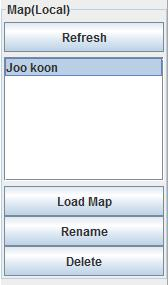 Map(Local)
Refresh
Joo koon
Load Map
Rename
Delete